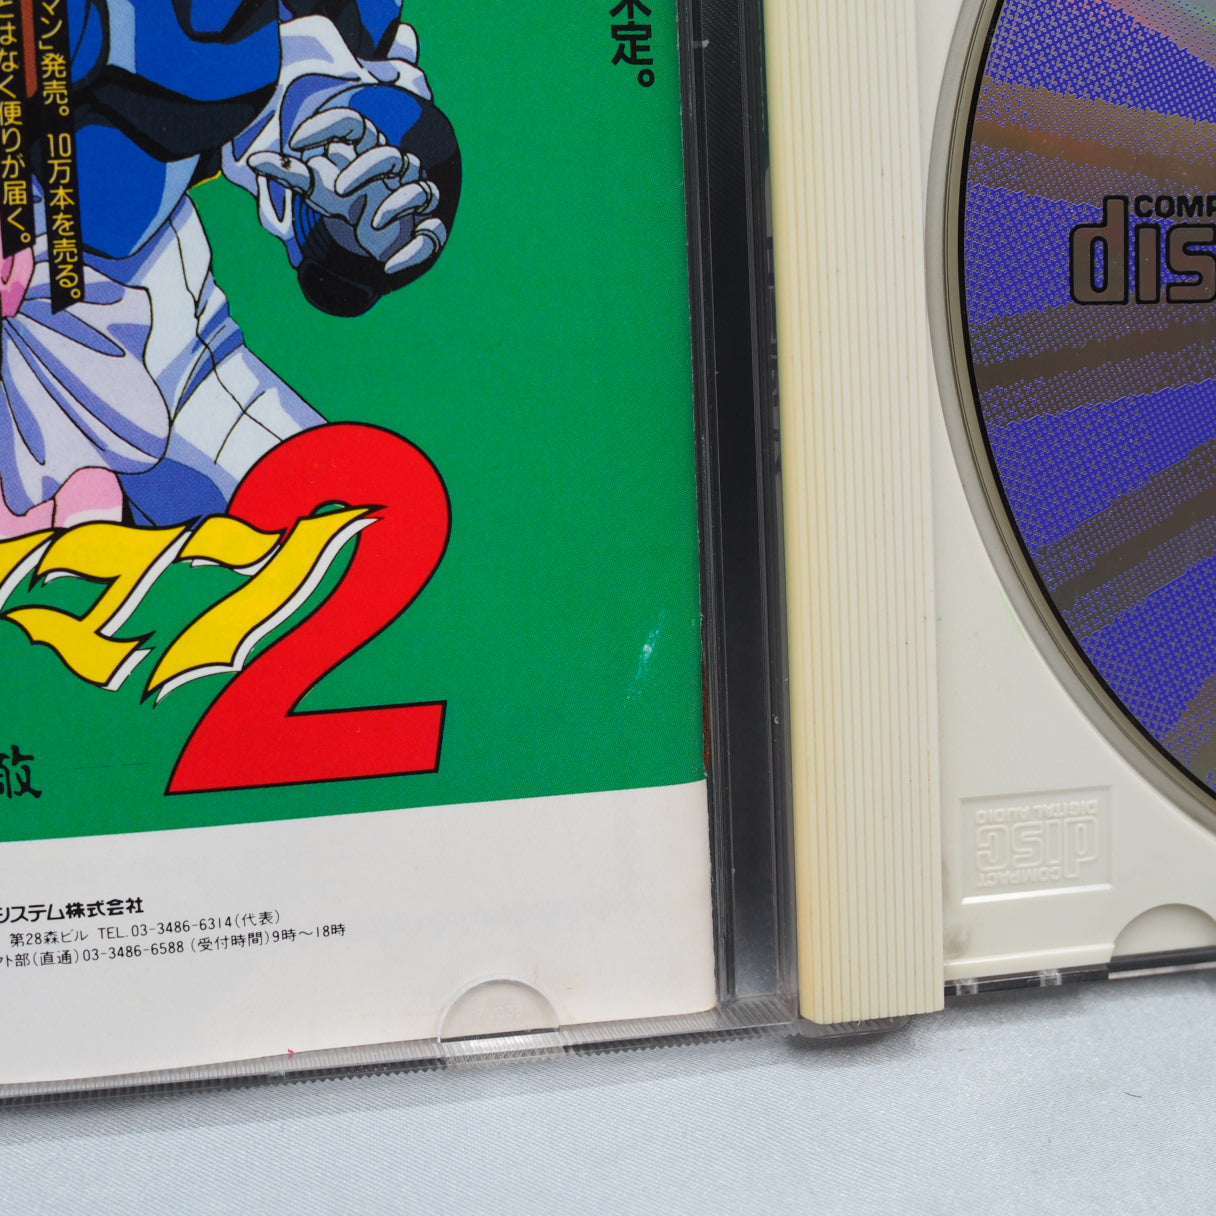 未定。
マン」発売。10万本を売る。
とはなく便りが届く。
2
敵
システム株式会社
第28森ビル TEL.03-3486-6314(代表)
ト部(直通)03-3486-6588(受付時間)9時〜18時
COMP
disc
COMPACT
disc
DIGITAL AUDIO